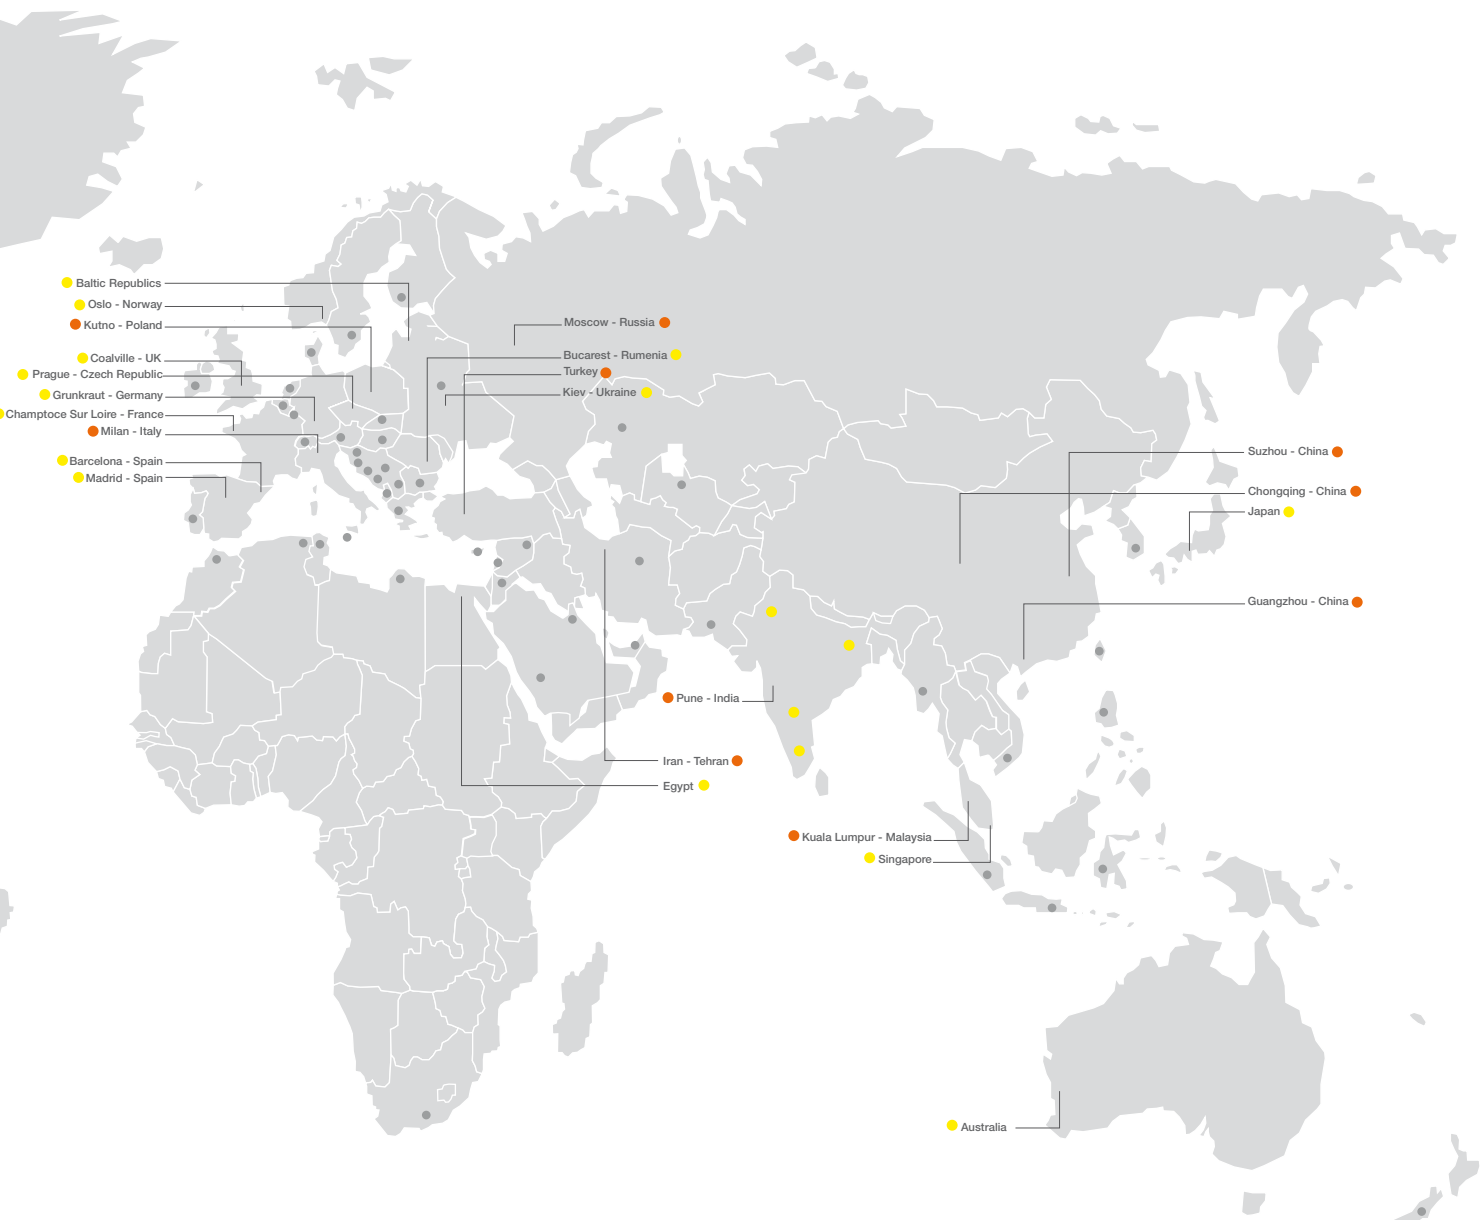 Baltic Republics
Oslo - Norway
Kutno - Poland
Coalville - UK
Prague - Czech Republic
Grunkraut - Germany
Champtoce Sur Loire - France
Milan - Italy
Barcelona - Spain
Madrid - Spain
Moscow - Russia
Bucarest - Rumenia
Turkey
Kiev - Ukraine
Suzhou - China
Chongqing - China
Japan
Guangzhou - China
Pune - India
Iran - Tehran
Egypt
Kuala Lumpur - Malaysia
Singapore
Australia